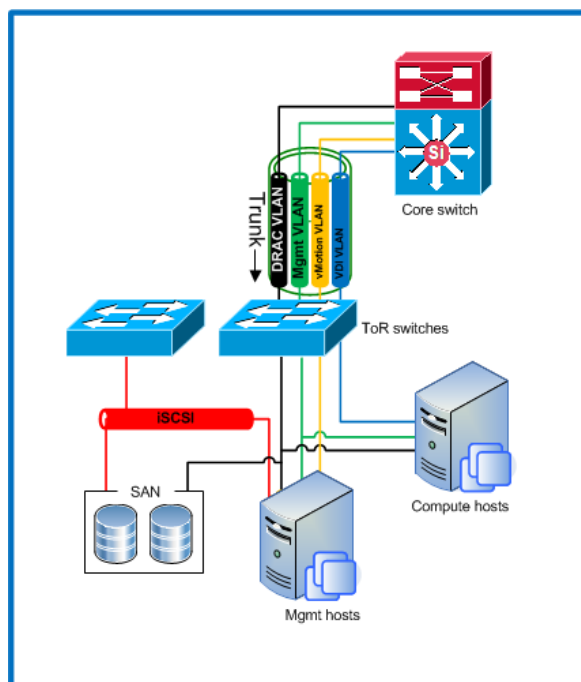 Si
Core switch
Trunk
DRAC VLAN
Mgmt VLAN
vMotion VLAN
VDI VLAN
ToR switches
iSCSI
SAN
Compute hosts
Mgmt hosts